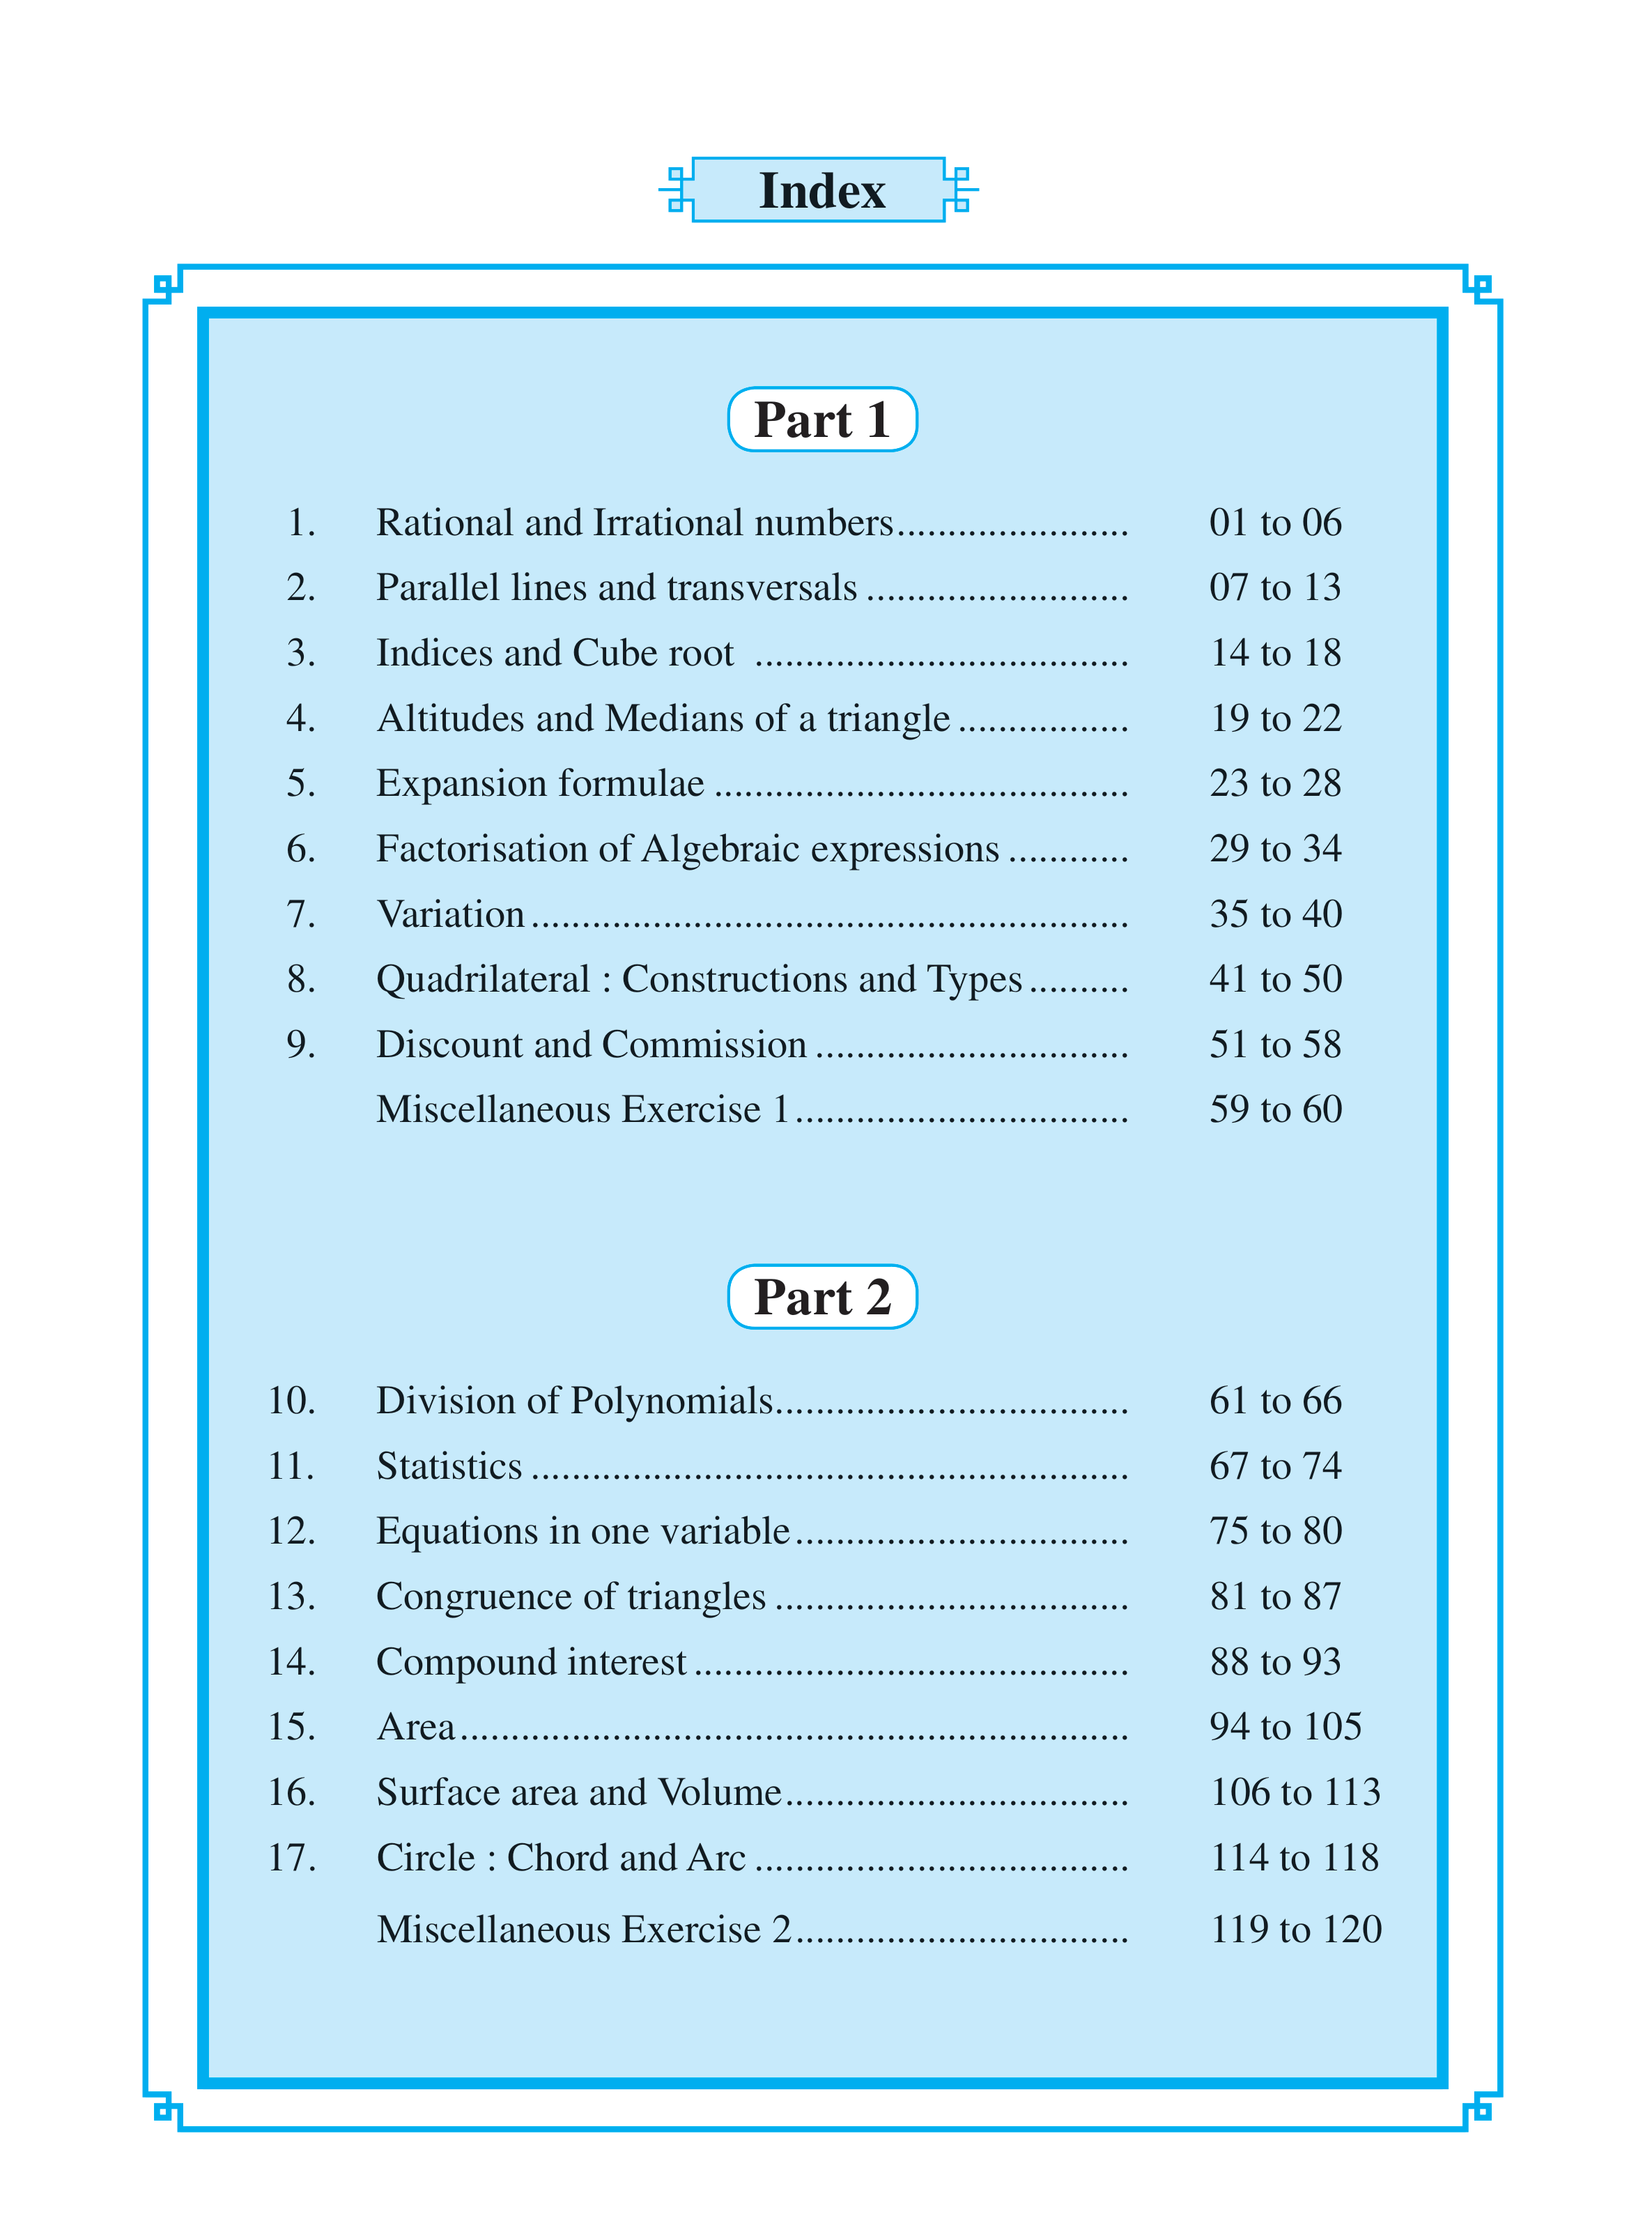 Index
Part 1
1. Rational and Irrational numbers....................... 01 to 06
2. Parallel lines and transversals .......................... 07 to 13
3. Indices and Cube root ..................................... 14 to 18
4. Altitudes and Medians of a triangle ................. 19 to 22
5. Expansion formulae ......................................... 23 to 28
6. Factorisation of Algebraic expressions ............ 29 to 34
7. Variation ........................................................... 35 to 40
8. Quadrilateral : Constructions and Types .......... 41 to 50
9. Discount and Commission ............................... 51 to 58
Miscellaneous Exercise 1 ................................. 59 to 60
Part 2
10. Division of Polynomials................................... 61 to 66
11. Statistics ........................................................... 67 to 74
12. Equations in one variable ................................. 75 to 80
13. Congruence of triangles ................................... 81 to 87
14. Compound interest ........................................... 88 to 93
15. Area .................................................................. 94 to 105
16. Surface area and Volume.................................. 106 to 113
17. Circle : Chord and Arc ..................................... 114 to 118
Miscellaneous Exercise 2................................. 119 to 120